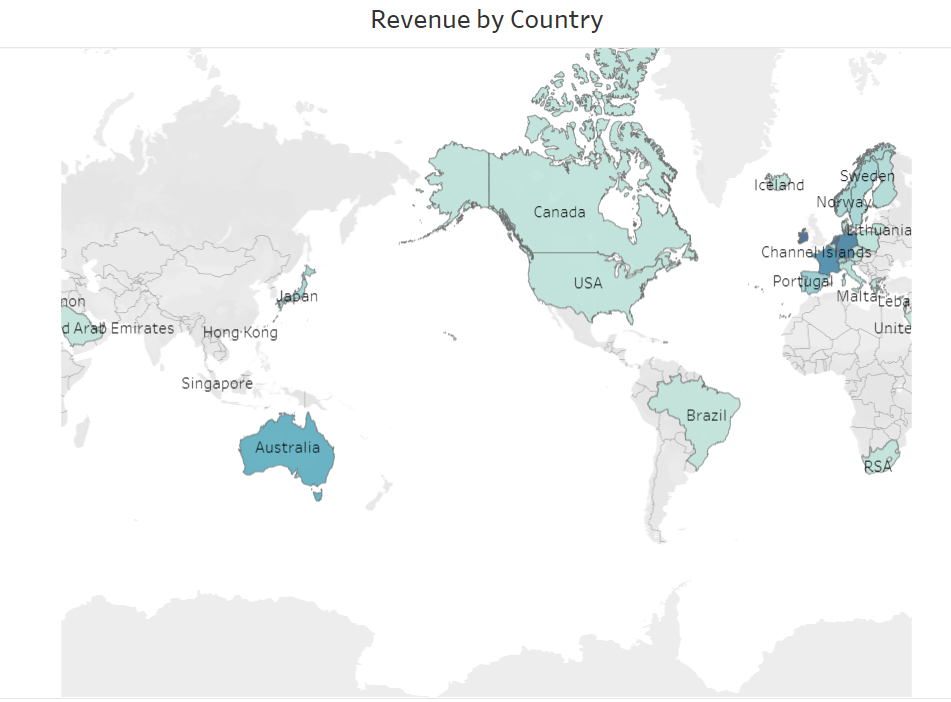 Revenue by Country
Iceland
Sweden
Norway
Canada
Lithuania
Channel Islands
USA
Portugal
Japan
Malta
Leba
non
d Arab Emirates
Hong Kong
Unite
Singapore
Brazil
Australia
RSA